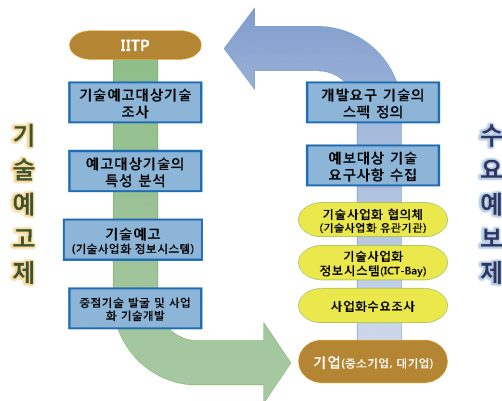 기술예고제
IITP
기술예고대상기술
조사
예고대상기술의
특성 분석
기술예고
(기술사업화 정보시스템)
중점기술 발굴 및 사업
화 기술개발
개발요구 기술의
스펙 정의
예보대상 기술
요구사항 수집
기술사업화 협의체
(기술사업화 유관기관)
기술사업화
정보시스템(ICT-Bay)
사업화수요조사
기업(중소기업, 대기업)
수요예보제